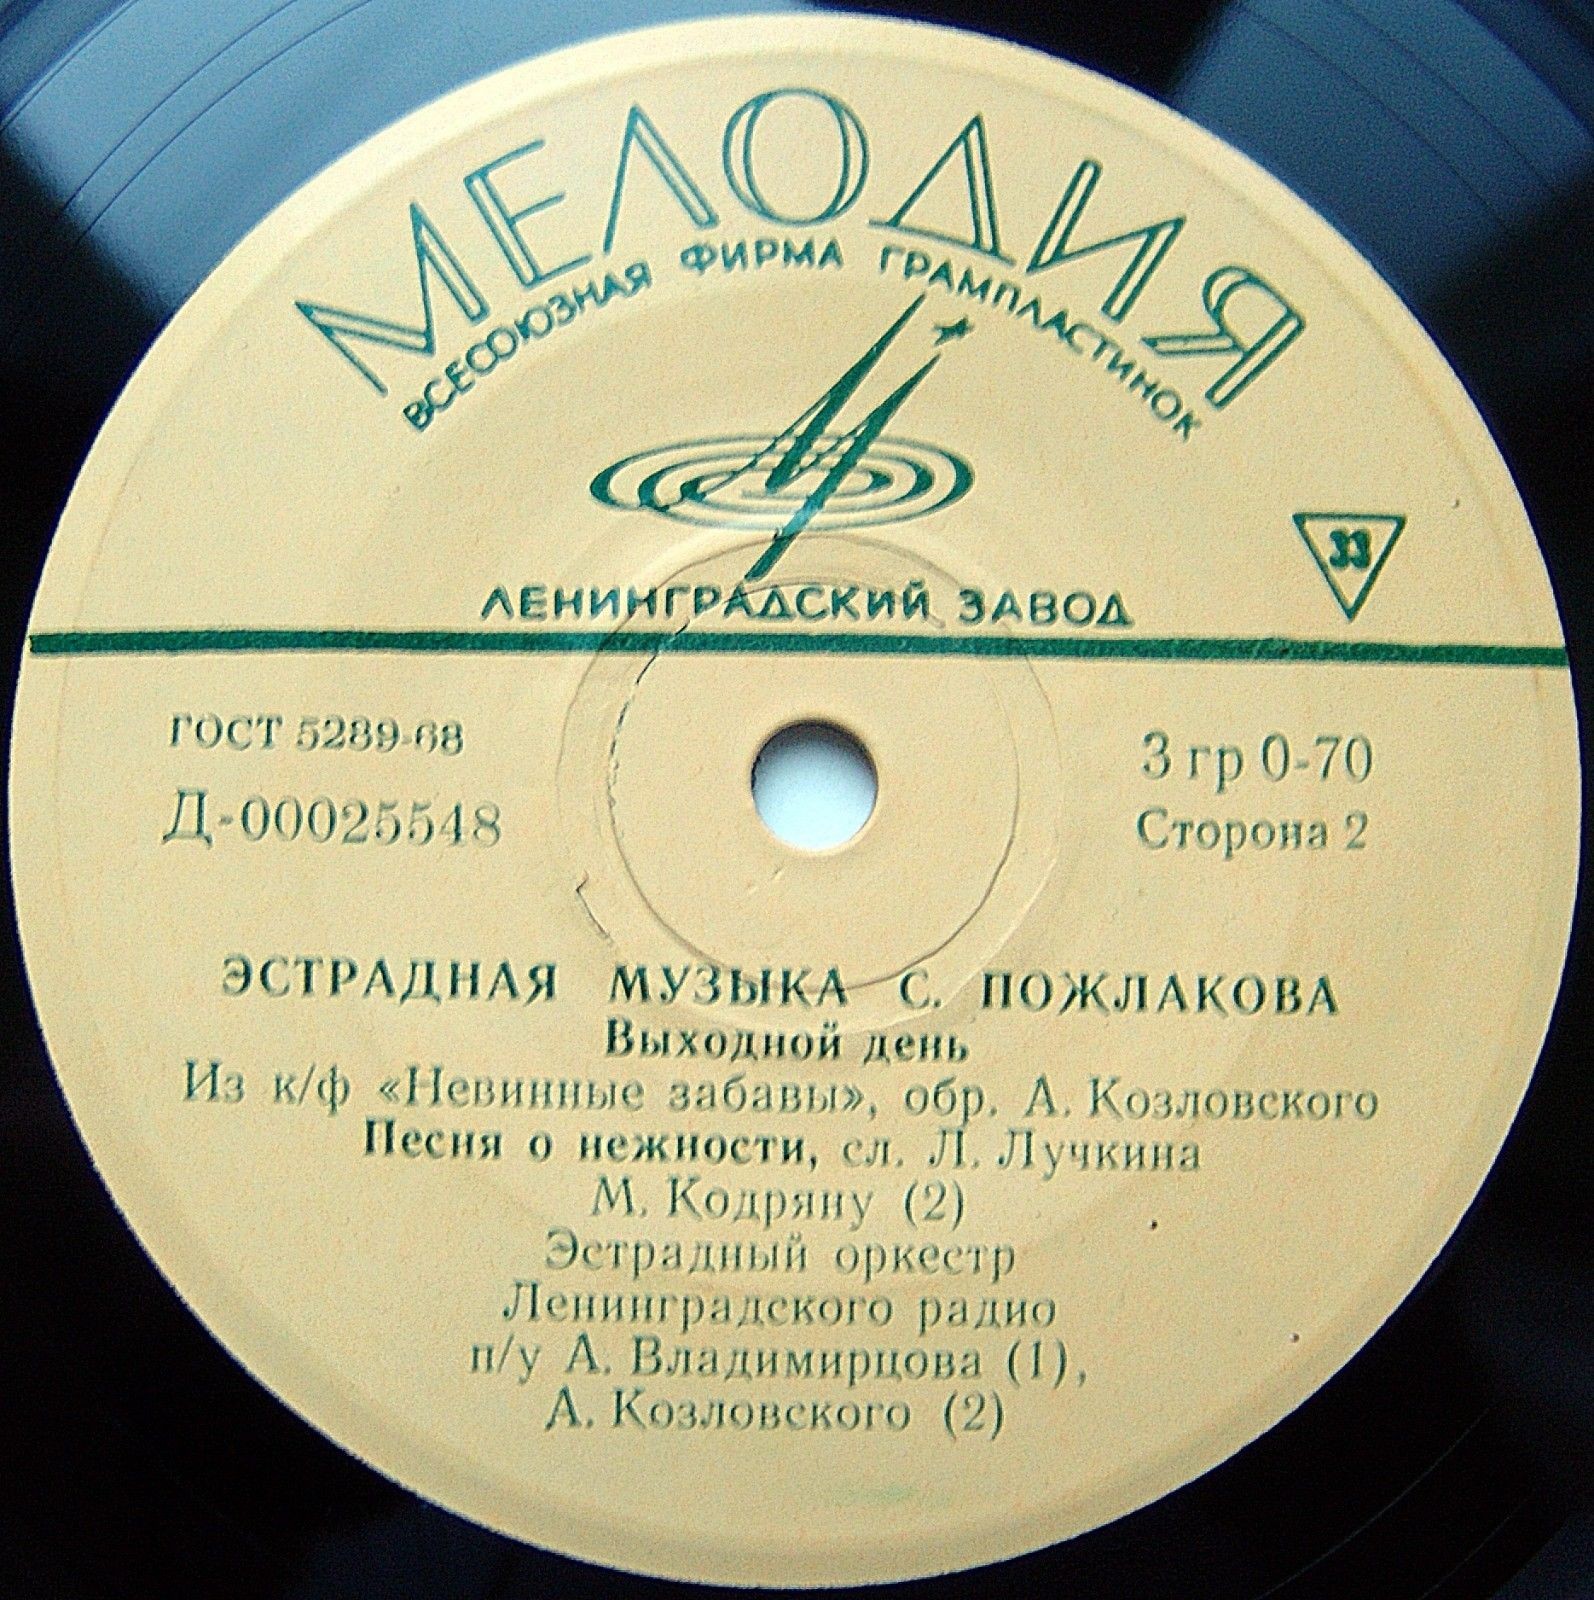 МЕЛОДИЯ
ВСЕСОЮЗНАЯ ФИРМА ГРАМПЛАСТИНОК
33
ЛЕНИНГРАДСКИЙ ЗАВОД
ГОСТ 5289-68
Д-00025548
3 гр 0-70
Сторона 2
ЭСТРАДНАЯ МУЗЫКА С. ПОЖЛАКОВА
Выходной день
Из к/ф «Невинные забавы», обр. А. Козловского
Песня о нежности, сл. Л. Лучкина
М. Кодряну (2)
Эстрадный оркестр
Ленинградского радио
п/у А. Владимирцова (1),
А. Козловского (2)